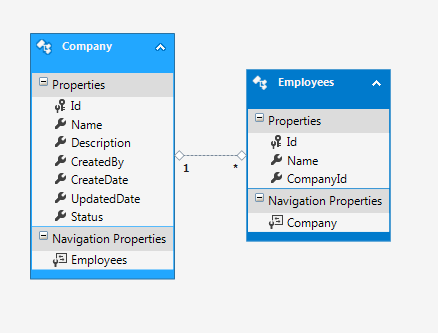 Company
Properties
Id
Name
Description
CreatedBy
CreateDate
UpdatedDate
Status
Navigation Properties
Employees
1
*
Employees
Properties
Id
Name
CompanyId
Navigation Properties
Company